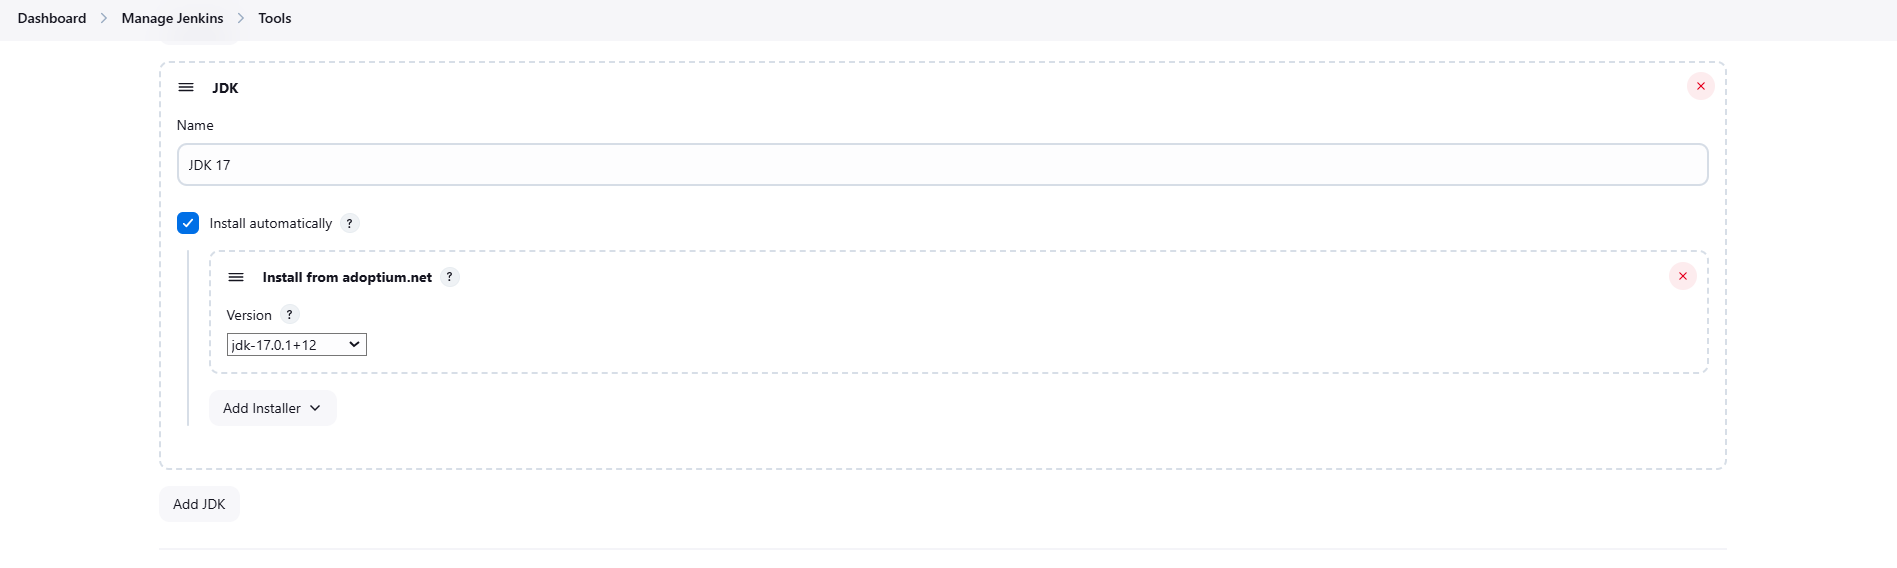 Dashboard > Manage Jenkins > Tools
JDK
Name
JDK 17
Install automatically ?
Install from adoptium.net ?
Version ?
jdk-17.0.1+12
Add Installer
Add JDK